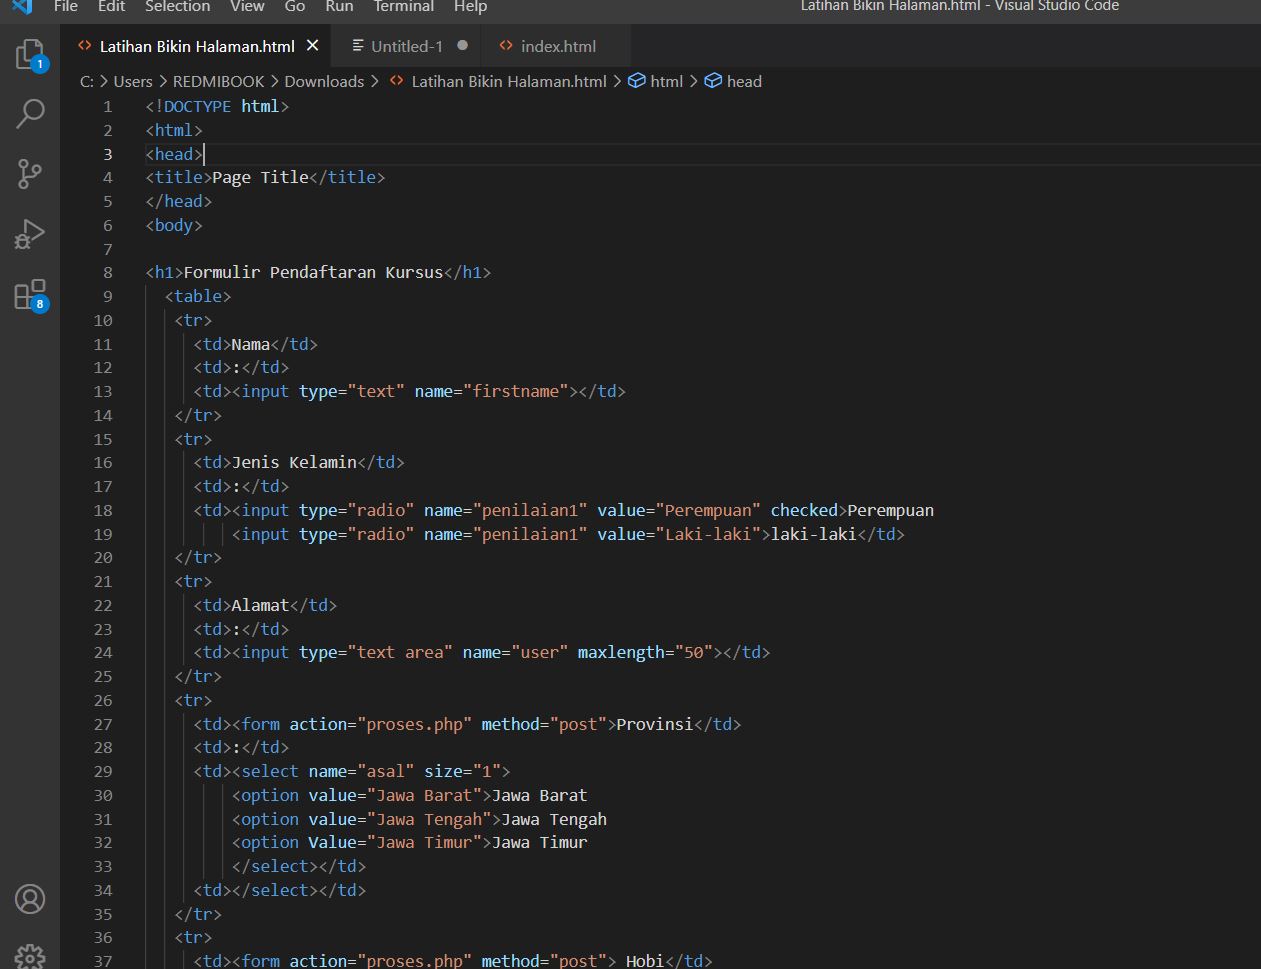 File Edit Selection View Go Run Terminal Help Latihan Bikin Halaman.html - Visual Studio Code
Latihan Bikin Halaman.html Untitled-1 index.html
C: > Users > REDMIBOOK > Downloads > Latihan Bikin Halaman.html > html > head
1 <!DOCTYPE html>
2 <html>
3 <head>
4 <title>Page Title</title>
5 </head>
6 <body>
7
8 <h1>Formulir Pendaftaran Kursus</h1>
9 <table>
10 <tr>
11 <td>Nama</td>
12 <td>:</td>
13 <td><input type="text" name="firstname"></td>
14 </tr>
15 <tr>
16 <td>Jenis Kelamin</td>
17 <td>:</td>
18 <td><input type="radio" name="penilaian1" value="Perempuan" checked>Perempuan
19 <input type="radio" name="penilaian1" value="Laki-laki">laki-laki</td>
20 </tr>
21 <tr>
22 <td>Alamat</td>
23 <td>:</td>
24 <td><input type="text area" name="user" maxlength="50"></td>
25 </tr>
26 <tr>
27 <td><form action="proses.php" method="post">Provinsi</td>
28 <td>:</td>
29 <td><select name="asal" size="1">
30 <option value="Jawa Barat">Jawa Barat
31 <option value="Jawa Tengah">Jawa Tengah
32 <option Value="Jawa Timur">Jawa Timur
33 </select></td>
34 <td></select></td>
35 </tr>
36 <tr>
37 <td><form action="proses.php" method="post"> Hobi</td>
1
8